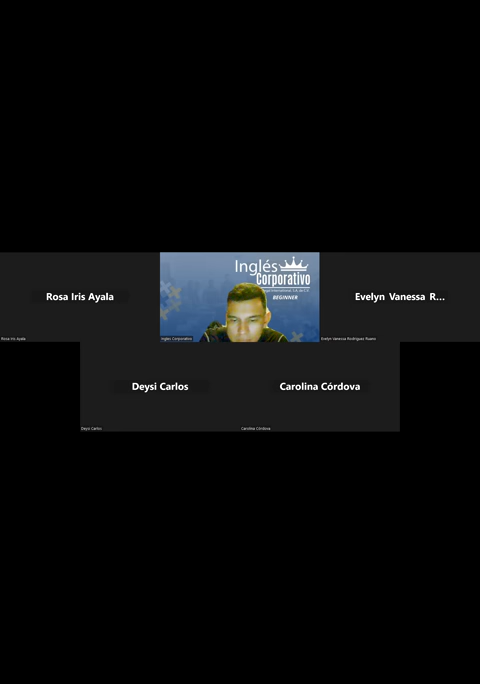 Rosa Iris Ayala
Rosa Iris Ayala
Inglés
Corporativo
BEGINNER
Inglés Corporativo
Evelyn Vanessa R...
Evelyn Vanessa Rodríguez Rueno
Deysi Carlos
Deysi Carlos
Carolina Córdova
Carolina Córdova